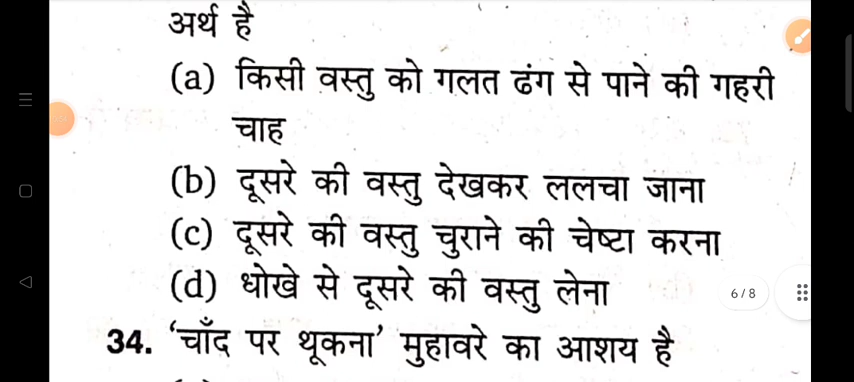 अर्थ है
(a) किसी वस्तु को गलत ढंग से पाने की गहरी
चाह
(b) दूसरे की वस्तु देखकर ललचा जाना
(c) दूसरे की वस्तु चुराने की चेष्टा करना
(d) धोखे से दूसरे की वस्तु लेना
6/8
34. ‘चाँद पर थूकना’ मुहावरे का आशय है